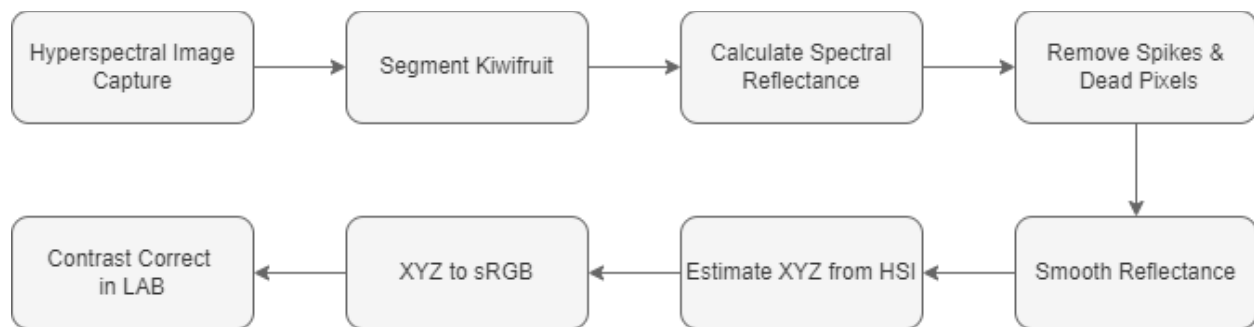 Hyperspectral Image
Capture
Segment Kiwifruit
Calculate Spectral
Reflectance
Remove Spikes &
Dead Pixels
Smooth Reflectance
Estimate XYZ from HSI
XYZ to sRGB
Contrast Correct
in LAB